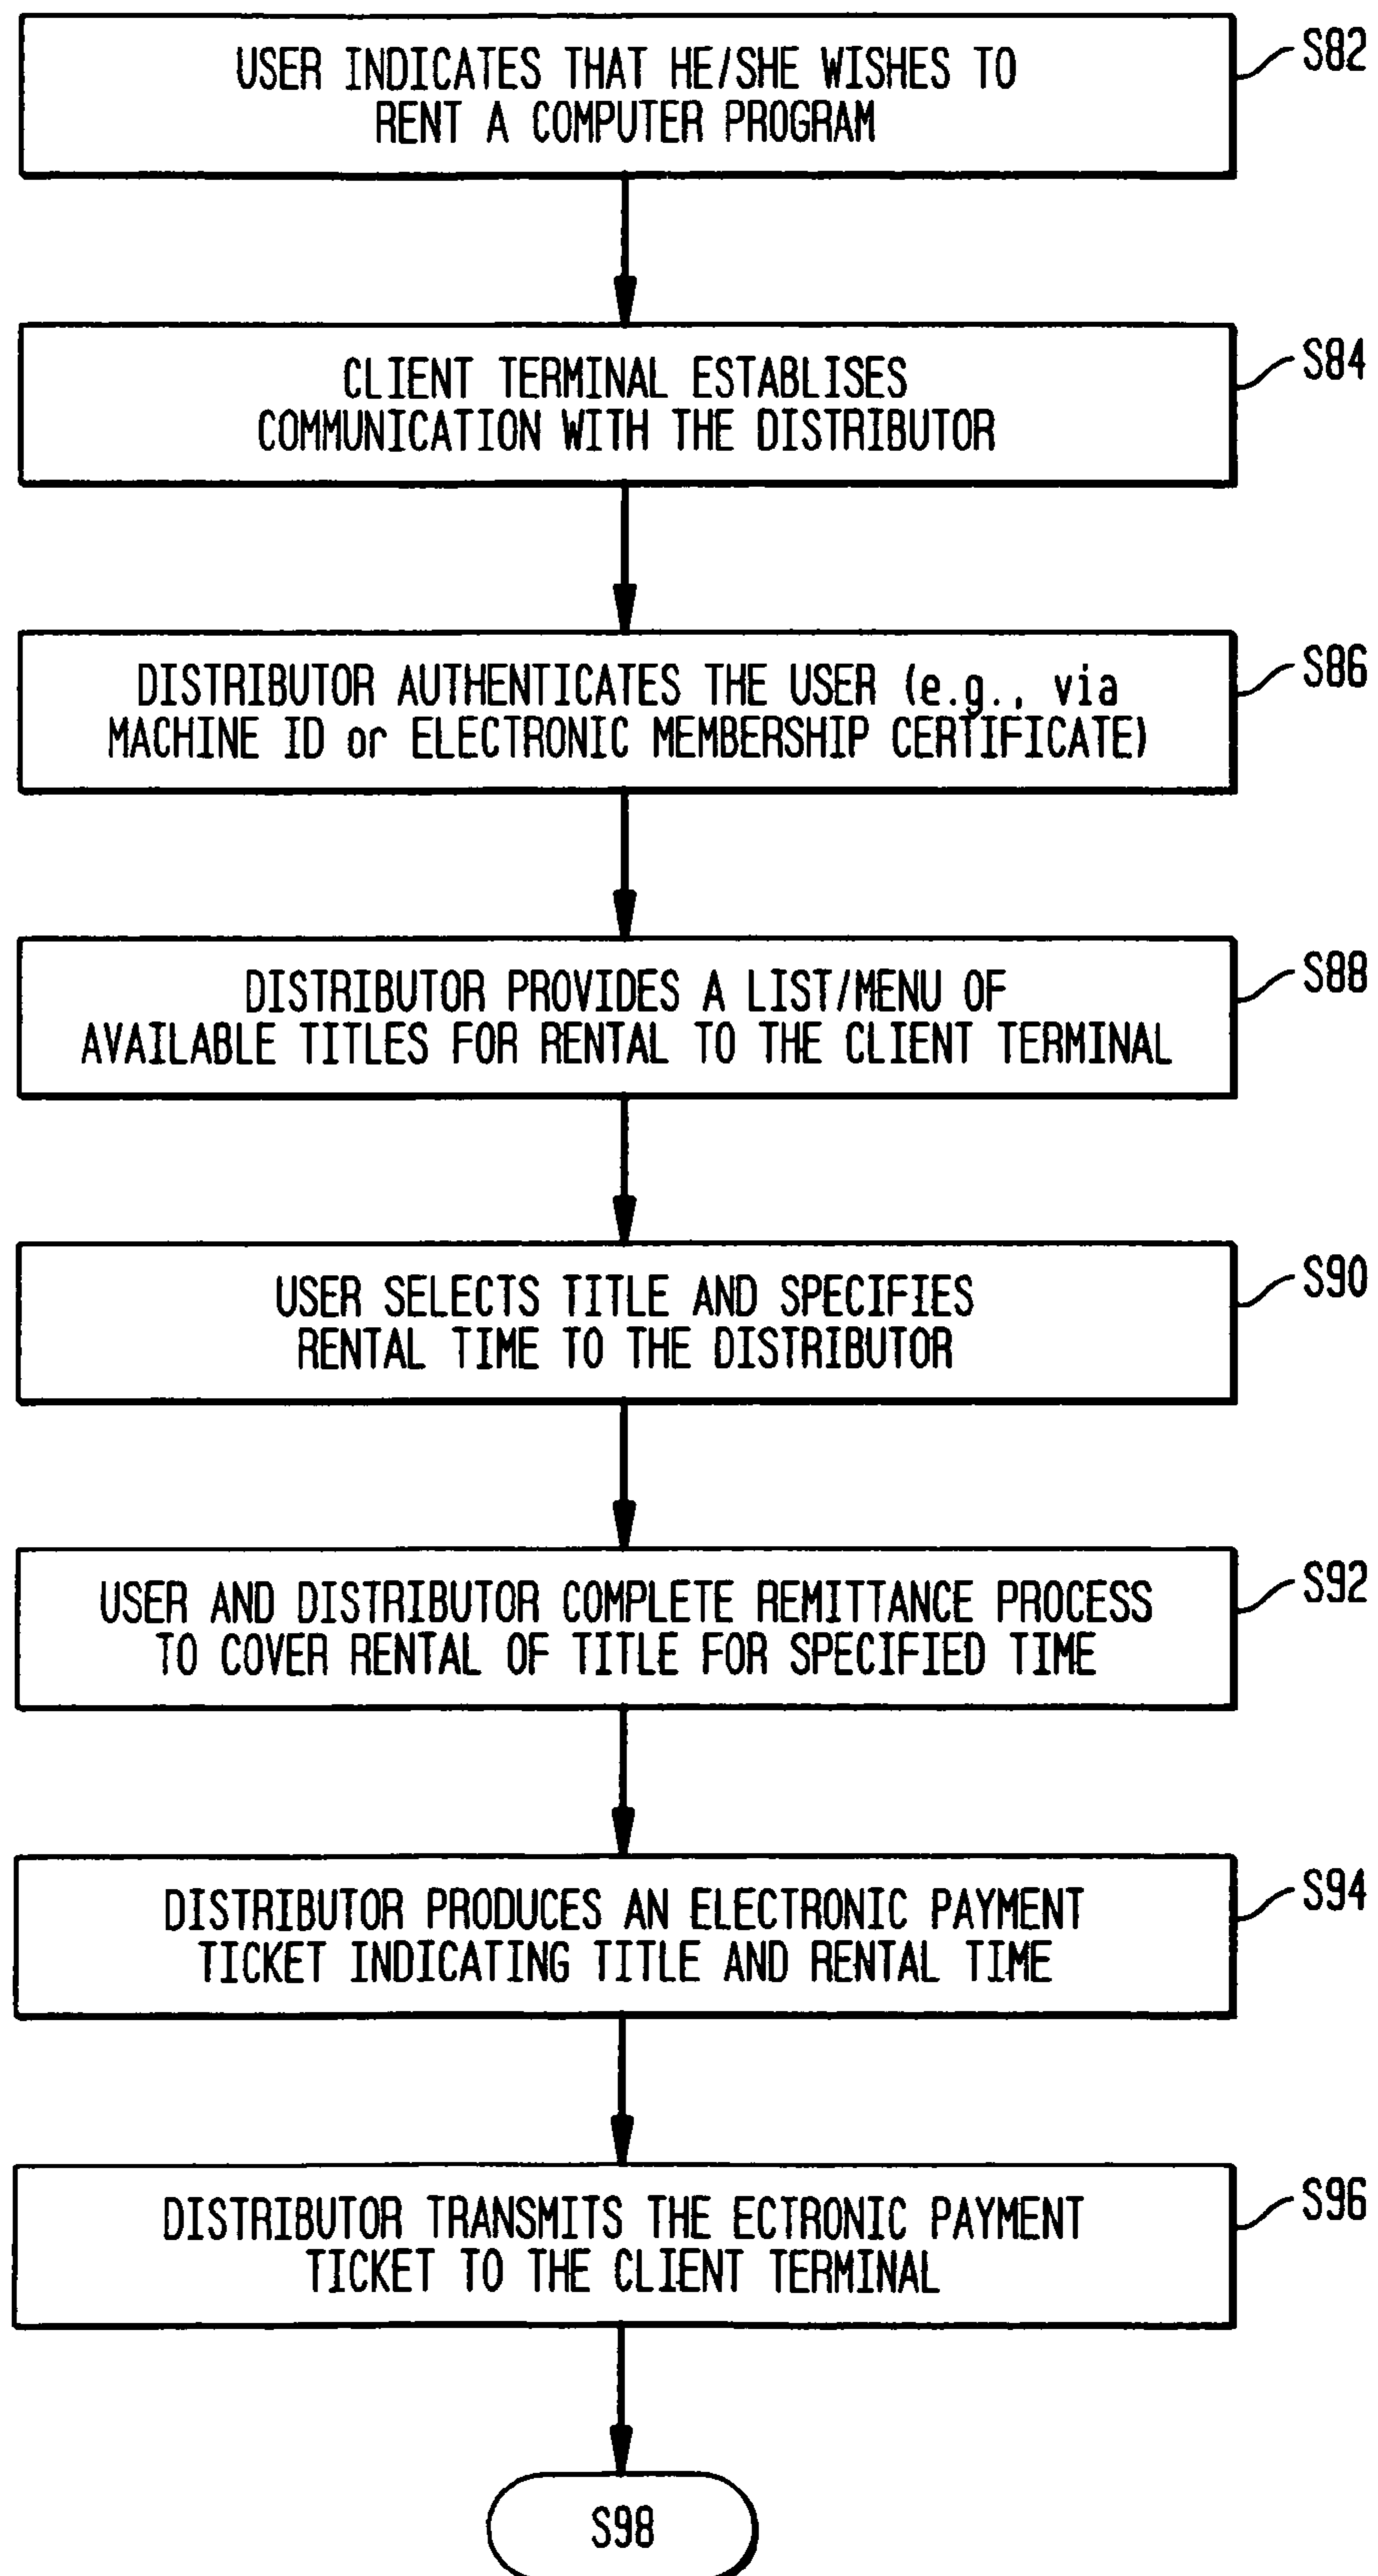 USER INDICATES THAT HE/SHE WISHES TO
RENT A COMPUTER PROGRAM
S82
CLIENT TERMINAL ESTABLISES
COMMUNICATION WITH THE DISTRIBUTOR
S84
DISTRIBUTOR AUTHENTICATES THE USER (e.g., via
MACHINE ID or ELECTRONIC MEMBERSHIP CERTIFICATE)
S86
DISTRIBUTOR PROVIDES A LIST/MENU OF
AVAILABLE TITLES FOR RENTAL TO THE CLIENT TERMINAL
S88
USER SELECTS TITLE AND SPECIFIES
RENTAL TIME TO THE DISTRIBUTOR
S90
USER AND DISTRIBUTOR COMPLETE REMITTANCE PROCESS
TO COVER RENTAL OF TITLE FOR SPECIFIED TIME
S92
DISTRIBUTOR PRODUCES AN ELECTRONIC PAYMENT
TICKET INDICATING TITLE AND RENTAL TIME
S94
DISTRIBUTOR TRANSMITS THE ECTRONIC PAYMENT
TICKET TO THE CLIENT TERMINAL
S96
S98